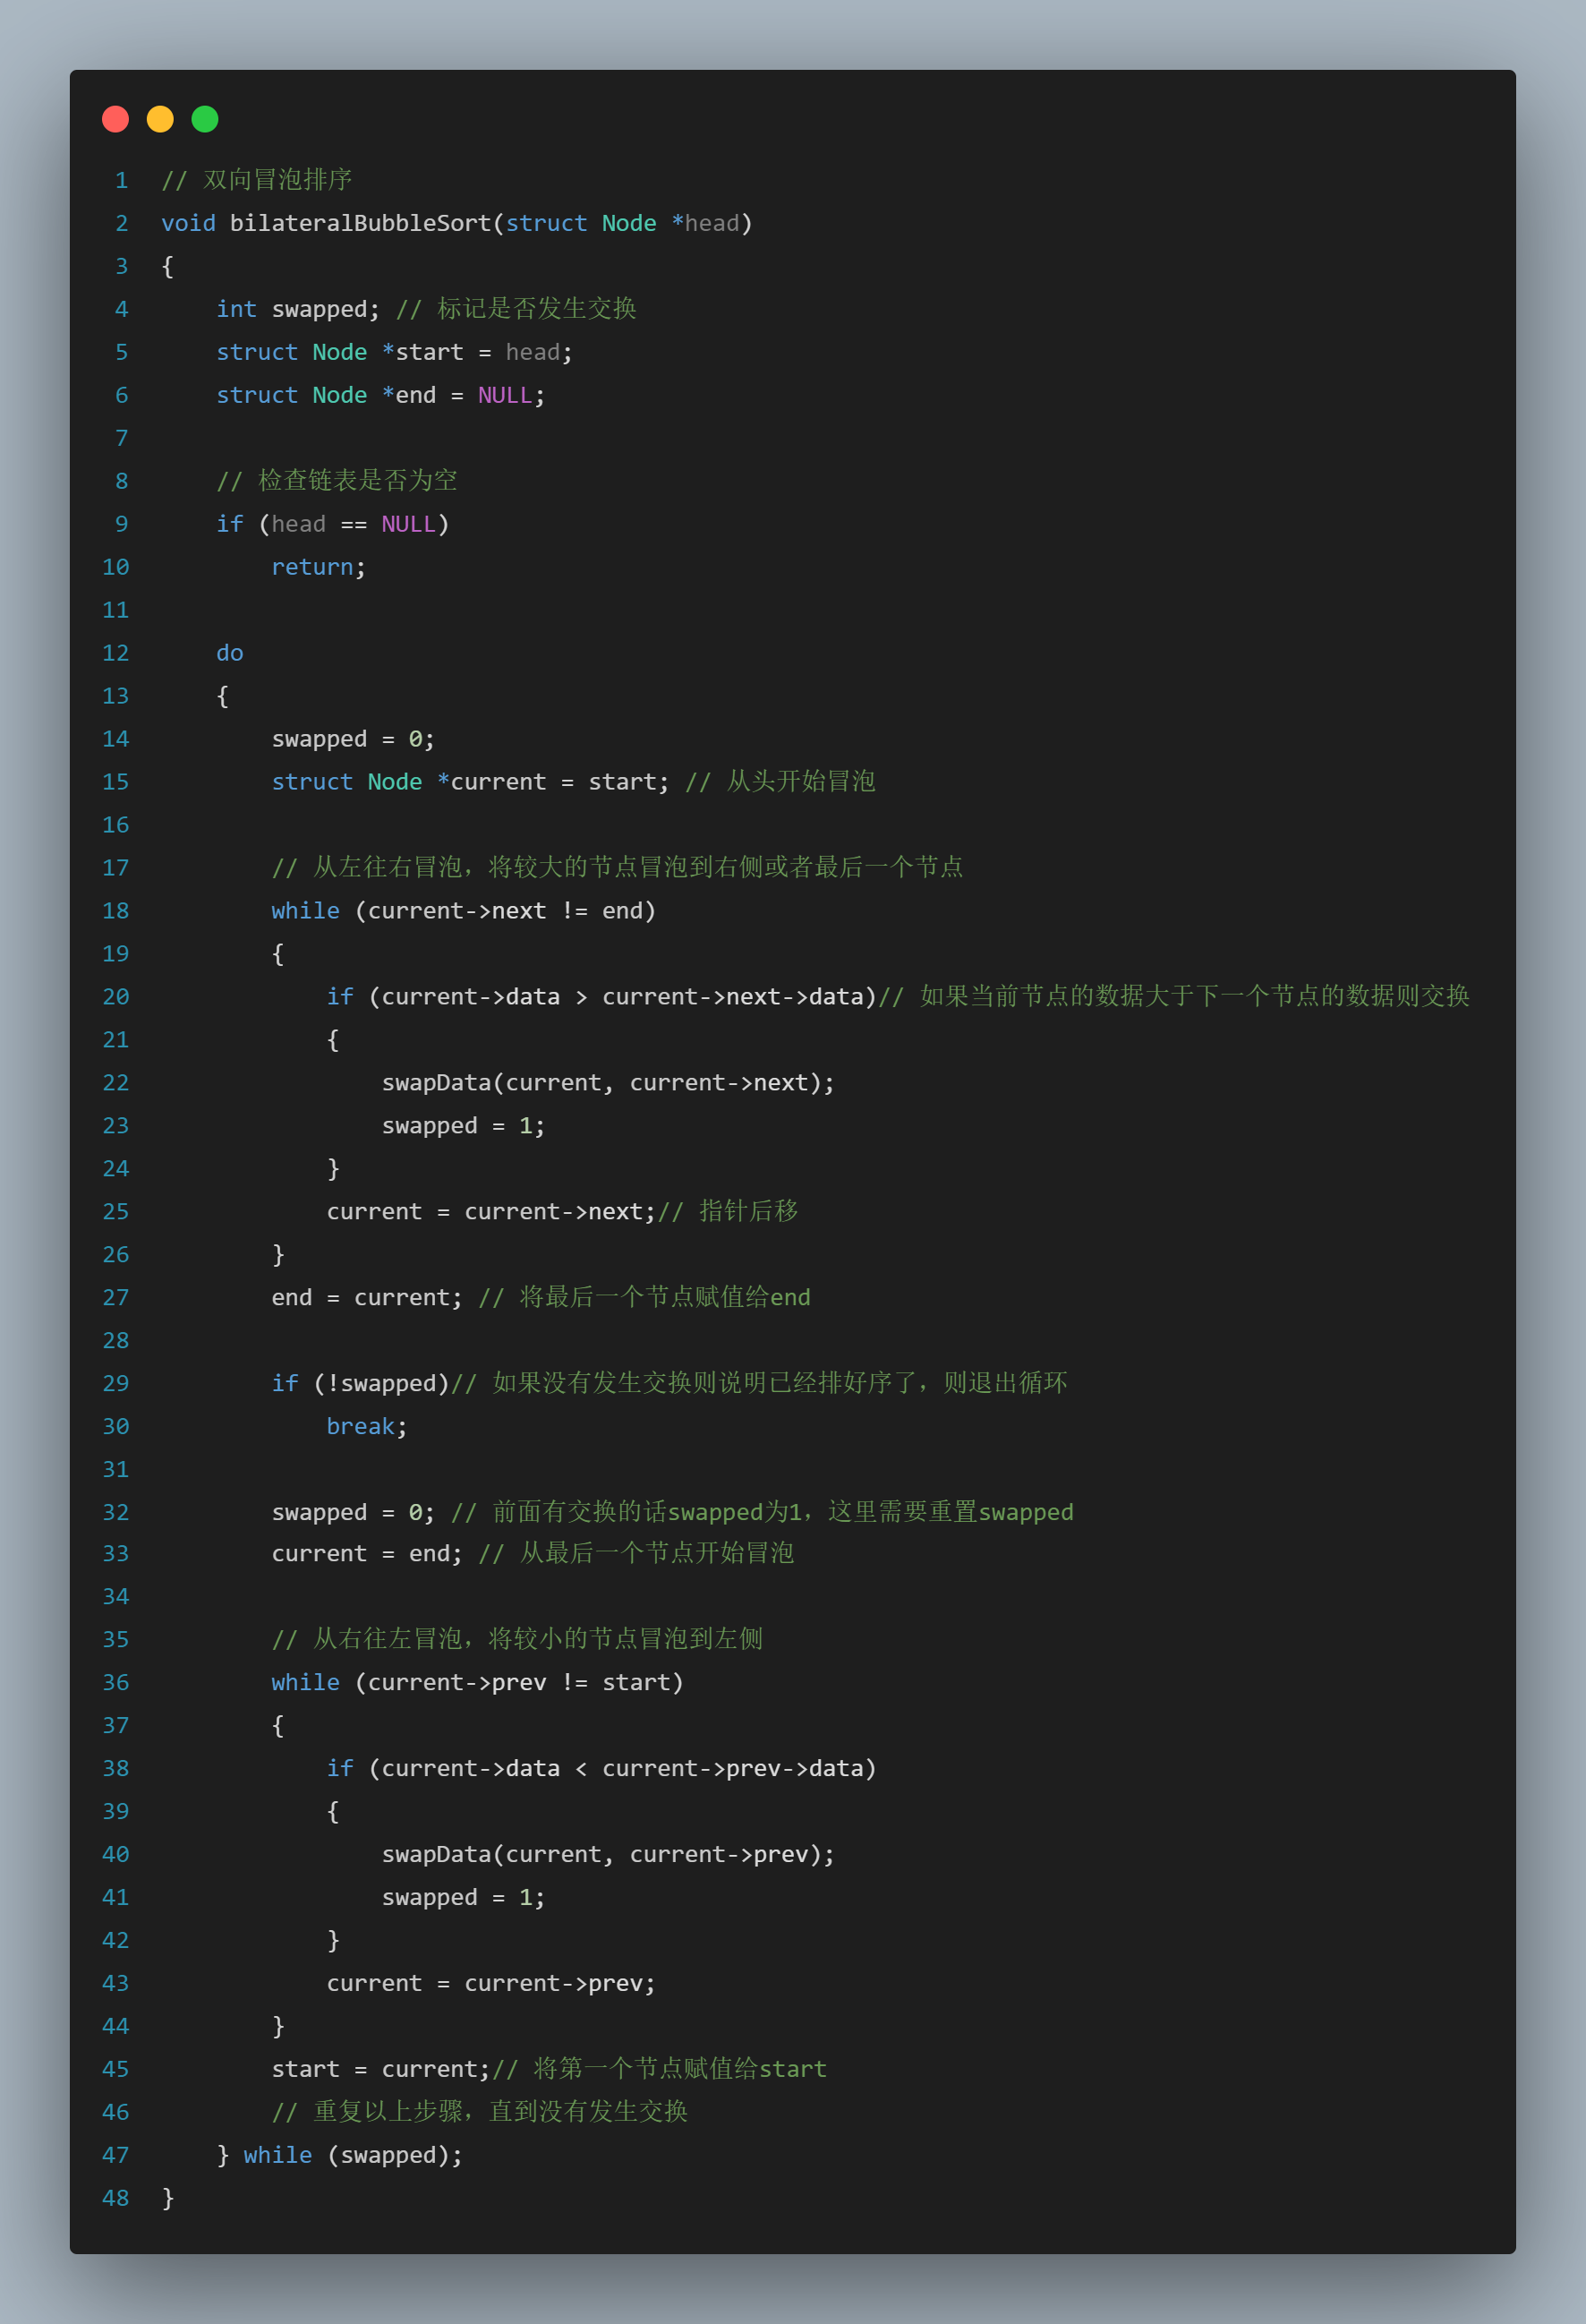 1 // 双向冒泡排序
2 void bilateralBubbleSort(struct Node *head)
3 {
4     int swapped; // 标记是否发生交换
5     struct Node *start = head;
6     struct Node *end = NULL;
7
8     // 检查链表是否为空
9     if (head == NULL)
10         return;
11
12     do
13     {
14         swapped = 0;
15         struct Node *current = start; // 从头开始冒泡
16
17         // 从左往右冒泡，将较大的节点冒泡到右侧或者最后一个节点
18         while (current->next != end)
19         {
20             if (current->data > current->next->data)// 如果当前节点的数据大于下一个节点的数据则交换
21             {
22                 swapData(current, current->next);
23                 swapped = 1;
24             }
25             current = current->next;// 指针后移
26         }
27         end = current; // 将最后一个节点赋值给end
28
29         if (!swapped)// 如果没有发生交换则说明已经排好序了，则退出循环
30             break;
31
32         swapped = 0; // 前面有交换的话swapped为1，这里需要重置swapped
33         current = end; // 从最后一个节点开始冒泡
34
35         // 从右往左冒泡，将较小的节点冒泡到左侧
36         while (current->prev != start)
37         {
38             if (current->data < current->prev->data)
39             {
40                 swapData(current, current->prev);
41                 swapped = 1;
42             }
43             current = current->prev;
44         }
45         start = current;// 将第一个节点赋值给start
46         // 重复以上步骤，直到没有发生交换
47     } while (swapped);
48 }